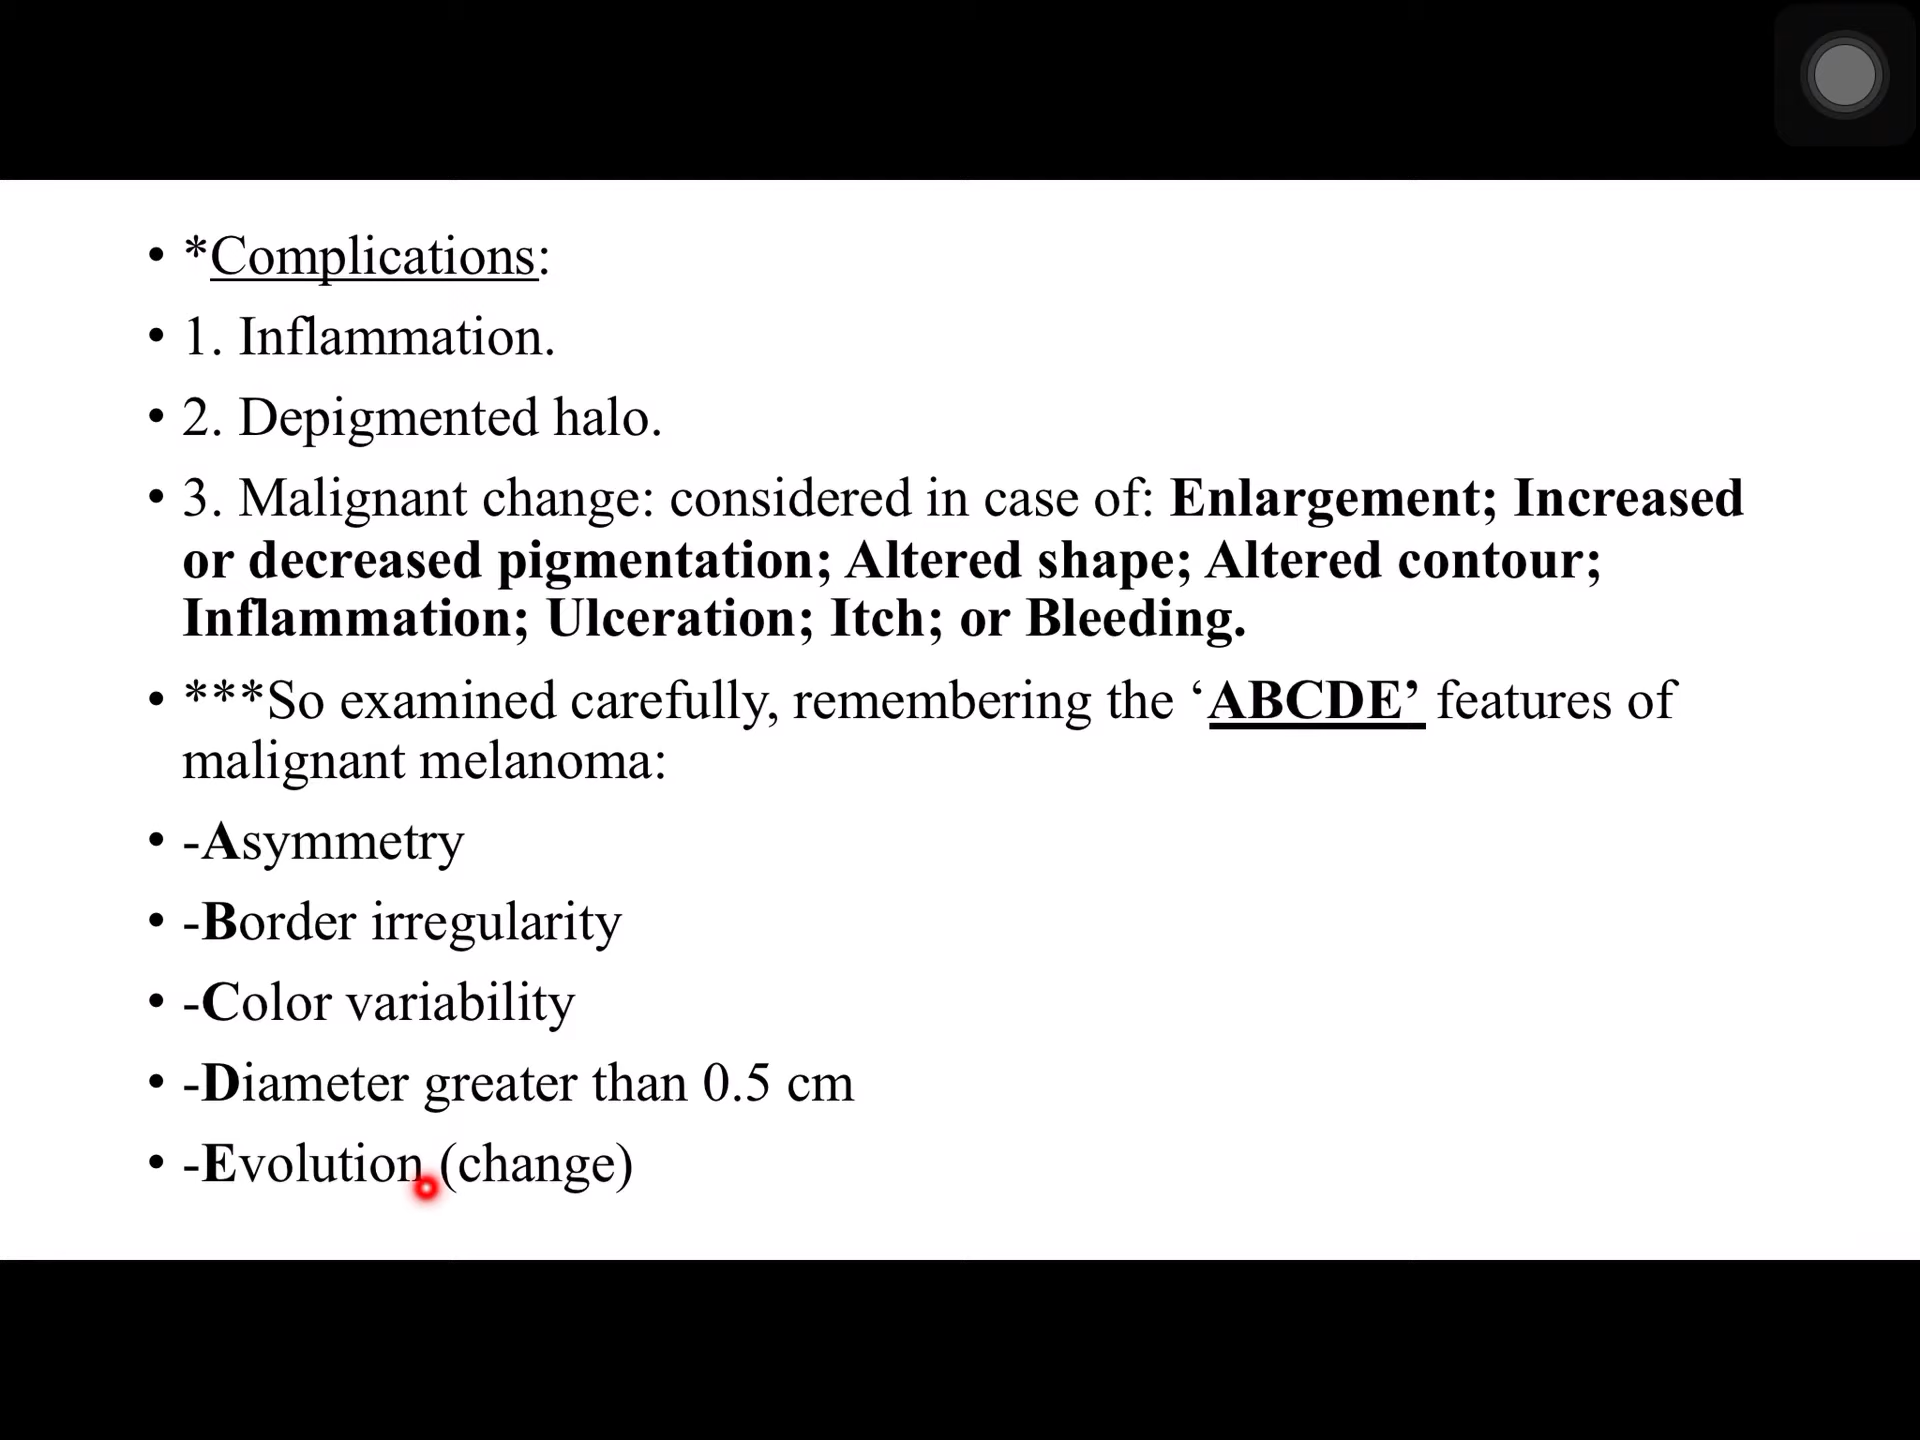 • *Complications:
• 1. Inflammation.
• 2. Depigmented halo.
• 3. Malignant change: considered in case of: Enlargement; Increased
or decreased pigmentation; Altered shape; Altered contour;
Inflammation; Ulceration; Itch; or Bleeding.
• ***So examined carefully, remembering the ‘ABCDE’ features of
malignant melanoma:
• -Asymmetry
• -Border irregularity
• -Color variability
• -Diameter greater than 0.5 cm
• -Evolution (change)